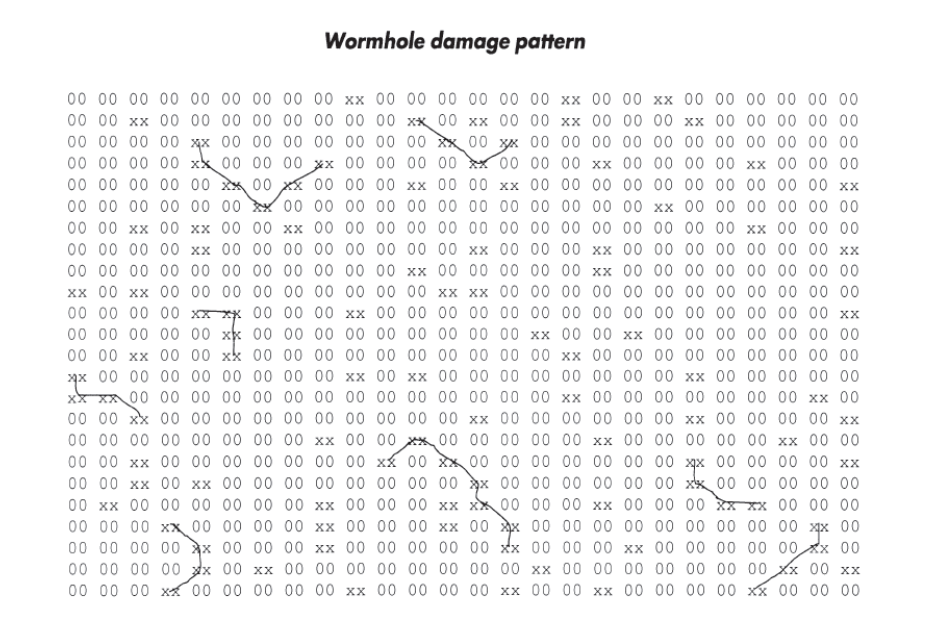 Wormhole damage pattern
00 00 00 00 00 00 00 00 00 xx 00 00 00 00 00 00 xx 00 00 xx 00 00 00 00 00 00
00 00 xx 00 00 00 00 00 00 00 00 xx 00 xx 00 00 xx 00 00 00 xx 00 00 00 00 00
00 00 00 00 xx 00 00 00 00 00 00 00 xx 00 xx 00 00 00 00 00 00 00 00 00 00 00
00 00 00 00 xx 00 00 00 xx 00 00 00 00 xx 00 00 00 xx 00 00 00 00 xx 00 00 00
00 00 00 00 00 xx 00 xx 00 00 00 xx 00 00 xx 00 00 00 00 00 00 00 00 00 00 xx
00 00 00 00 00 00 xx 00 00 00 00 00 00 00 00 00 00 00 00 xx 00 00 00 00 00 00
00 00 xx 00 xx 00 00 xx 00 00 00 00 00 00 00 00 00 00 00 00 00 00 xx 00 00 00
00 00 00 00 xx 00 00 00 00 00 00 00 00 xx 00 00 00 xx 00 00 00 00 00 00 00 xx
00 00 00 00 00 00 00 00 00 00 00 xx 00 00 00 00 00 xx 00 00 00 00 00 00 00 00
xx 00 xx 00 00 00 00 00 00 00 00 00 xx xx 00 00 00 00 00 00 00 00 00 00 00 00
00 00 00 00 xx xx 00 00 00 xx 00 00 00 00 00 00 00 00 00 00 00 00 00 00 00 xx
00 00 00 00 00 xx 00 00 00 00 00 00 00 00 00 xx 00 00 xx 00 00 00 00 00 00 00
00 00 xx 00 00 xx 00 00 00 00 00 00 00 00 00 00 xx 00 00 00 00 00 00 00 00 00
xx 00 00 00 00 00 00 00 00 xx 00 xx 00 00 00 00 00 00 00 00 xx 00 00 00 00 00
xx xx 00 00 00 00 00 00 00 00 00 00 00 00 00 00 xx 00 00 00 00 00 00 00 xx 00
00 00 xx 00 00 00 00 00 00 00 00 00 00 xx 00 00 00 00 00 00 xx 00 00 00 00 xx
00 00 00 00 00 00 00 00 xx 00 00 xx 00 00 00 00 00 xx 00 00 00 00 00 xx 00 00
00 00 xx 00 00 00 00 00 00 00 xx 00 xx 00 00 00 00 00 00 00 xx 00 00 00 00 xx
00 00 xx 00 xx 00 00 00 00 00 00 00 00 xx 00 00 00 00 00 00 xx 00 00 00 00 00
00 xx 00 00 00 00 00 00 xx 00 00 00 xx xx 00 00 00 xx 00 00 00 xx xx 00 00 00
00 00 00 xx 00 00 00 00 xx 00 00 00 xx 00 xx 00 00 00 00 00 00 00 00 00 xx 00
00 00 00 00 xx 00 00 00 xx 00 00 00 00 00 xx 00 00 00 xx 00 00 00 00 00 xx 00
00 00 00 00 xx 00 xx 00 00 00 00 00 00 00 00 xx 00 00 00 00 00 00 00 xx 00 xx
00 00 00 xx 00 00 00 00 00 xx 00 00 00 00 xx 00 00 xx 00 00 00 00 xx 00 00 00